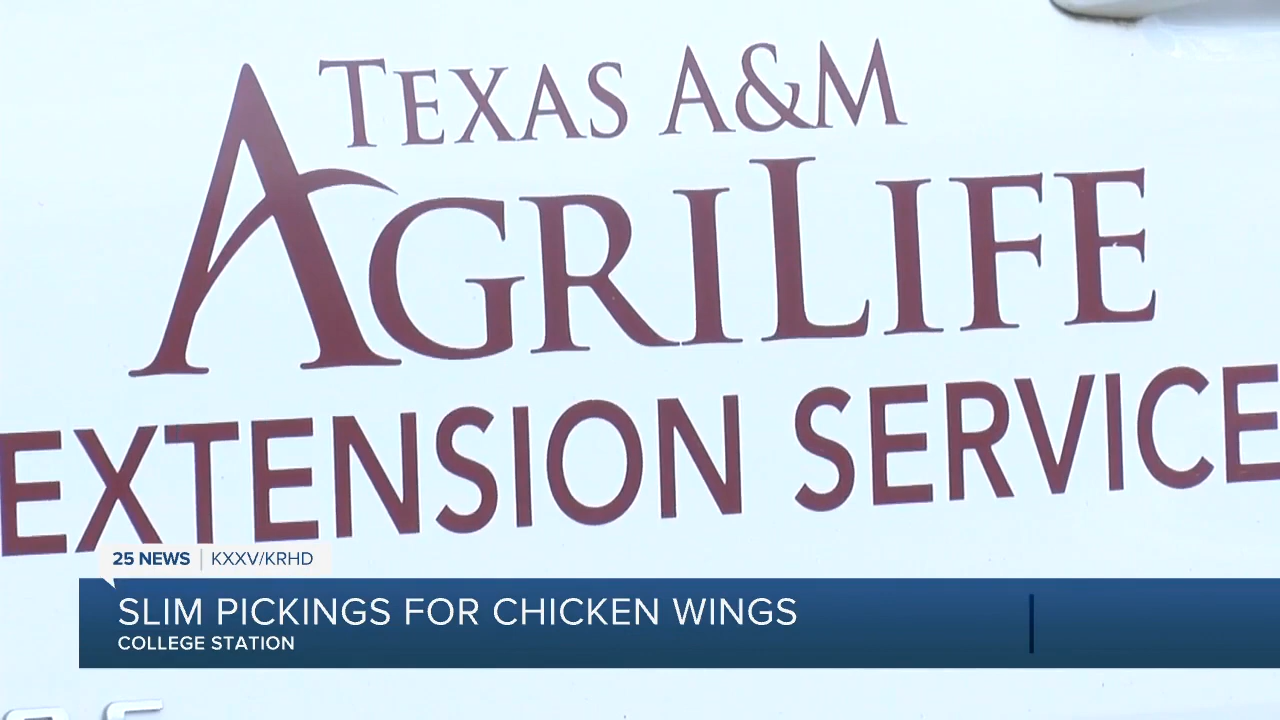 TEXAS A&M
AGRILIFE
EXTENSION SERVICE
25 NEWS | KXXV/KRHD
SLIM PICKINGS FOR CHICKEN WINGS
COLLEGE STATION